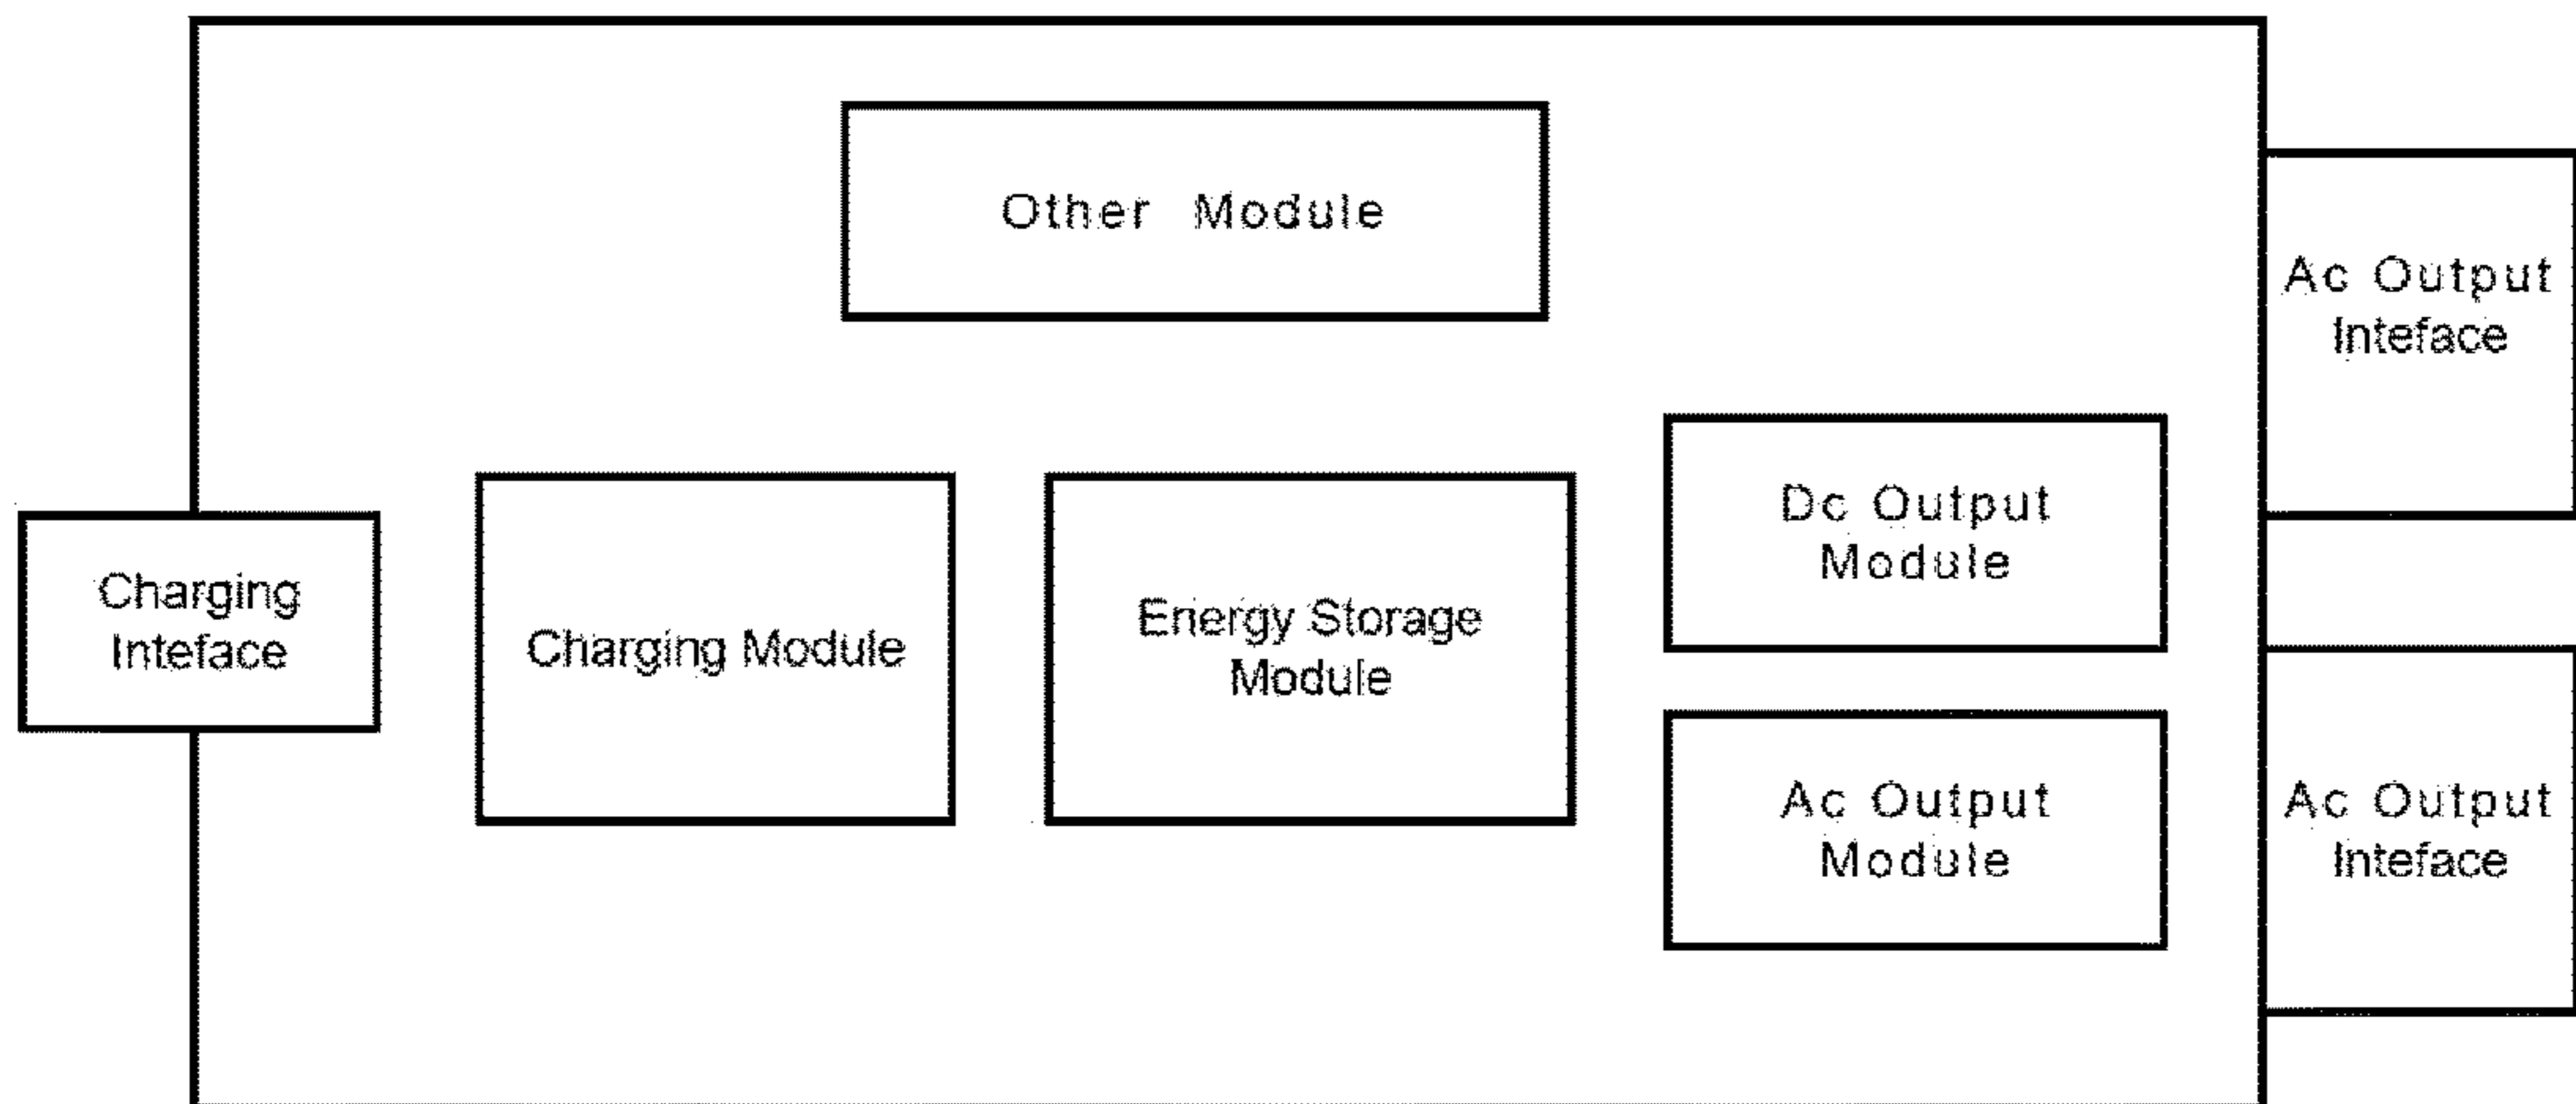 Other Module
Ac Output
Inteface
Dc Output
Module
Charging
Inteface
Charging Module
Energy Storage
Module
Ac Output
Module
Ac Output
Inteface